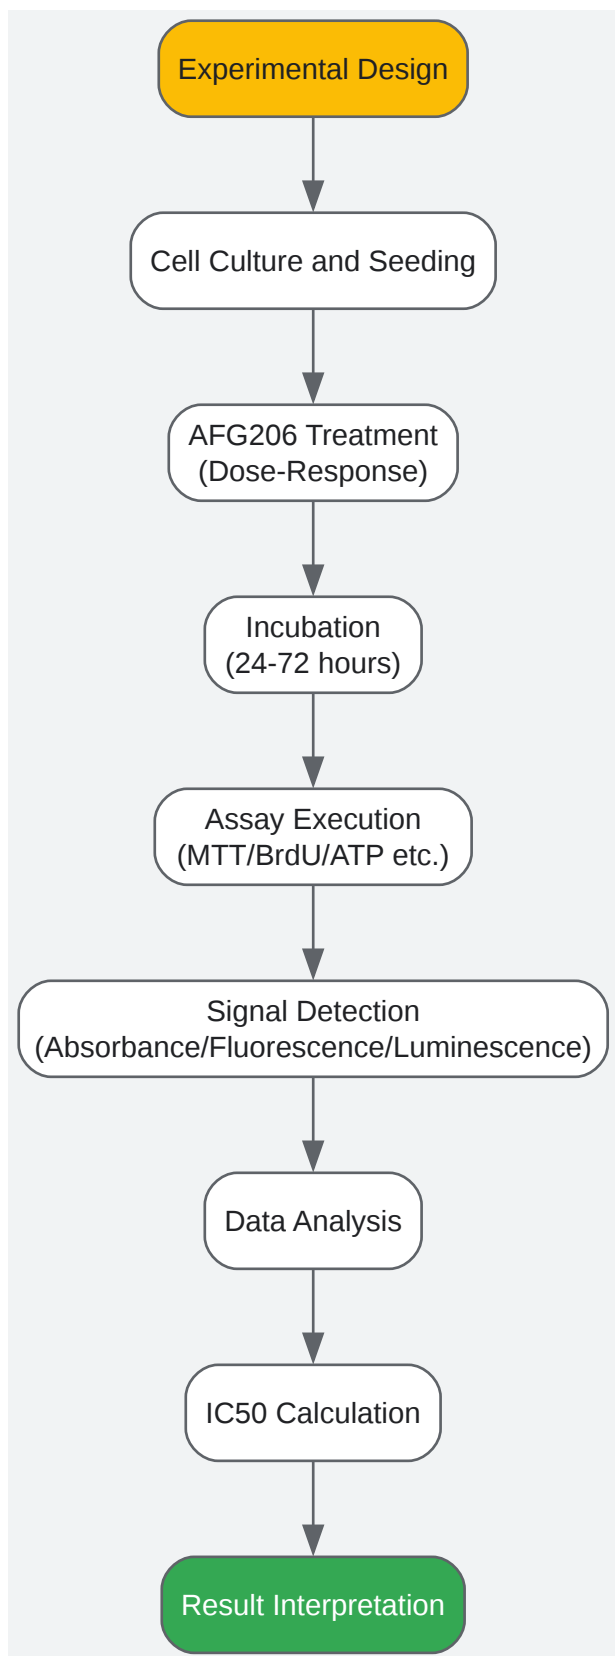 Experimental Design
Cell Culture and Seeding
AFG206 Treatment
(Dose-Response)
Incubation
(24-72 hours)
Assay Execution
(MTT/BrdU/ATP etc.)
Signal Detection
(Absorbance/Fluorescence/Luminescence)
Data Analysis
IC50 Calculation
Result Interpretation